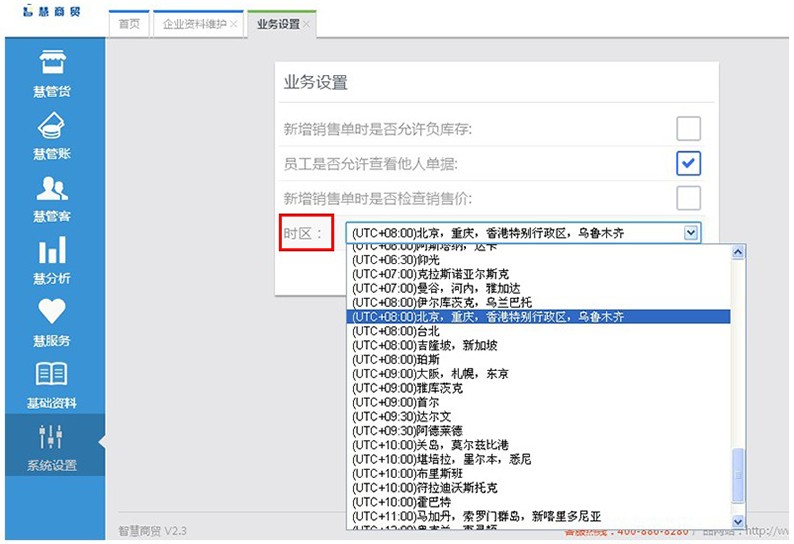 智慧商贸
首页 企业资料维护 业务设置
慧管货
慧管账
慧管客
慧分析
慧服务
基础资料
系统设置
业务设置
新增销售单时是否允许负库存:
员工是否允许查看他人单据:
新增销售单时是否检查销售价:
时区： (UTC+08:00)北京，重庆，香港特别行政区，乌鲁木齐
(UTC+06:30)仰光
(UTC+07:00)克拉斯诺亚尔斯克
(UTC+07:00)曼谷，河内，雅加达
(UTC+08:00)伊尔库茨克，乌兰巴托
(UTC+08:00)北京，重庆，香港特别行政区，乌鲁木齐
(UTC+08:00)台北
(UTC+08:00)吉隆坡，新加坡
(UTC+08:00)珀斯
(UTC+09:00)大阪，札幌，东京
(UTC+09:00)雅库茨克
(UTC+09:00)首尔
(UTC+09:30)达尔文
(UTC+09:30)阿德莱德
(UTC+10:00)关岛，莫尔兹比港
(UTC+10:00)堪培拉，墨尔本，悉尼
(UTC+10:00)布里斯班
(UTC+10:00)符拉迪沃斯托克
(UTC+10:00)霍巴特
(UTC+11:00)马加丹，索罗门群岛，新喀里多尼亚
智慧商贸 V2.3
客服热线：400-880-8280 产品网站：http://w